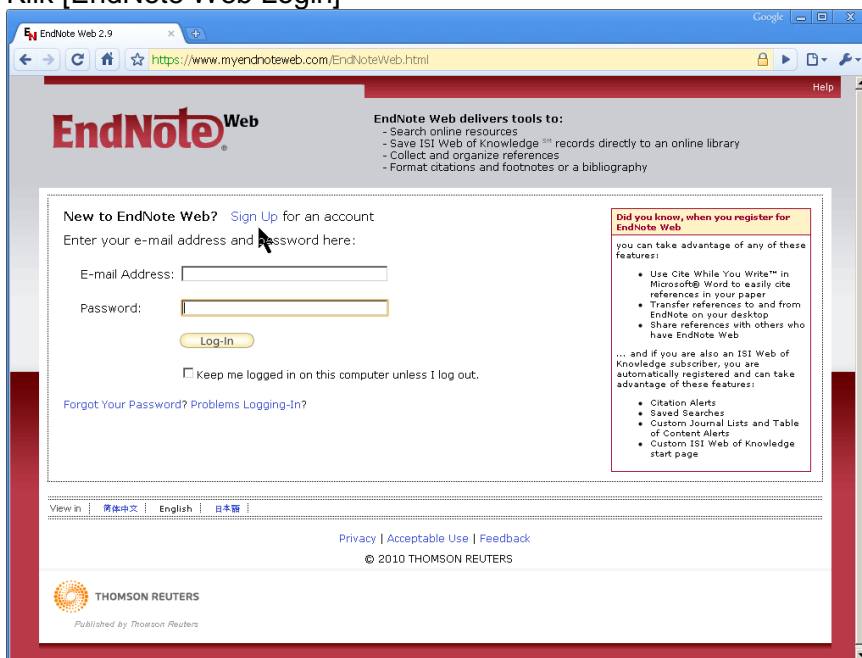 Klik [EndNote Web Login]
Google
EndNote Web 2.9
https://www.myendnoteweb.com/EndNoteWeb.html
Help
EndNote Web
EndNote Web delivers tools to:
- Search online resources
- Save ISI Web of Knowledge ℠ records directly to an online library
- Collect and organize references
- Format citations and footnotes or a bibliography
New to EndNote Web? Sign Up for an account
Enter your e-mail address and password here:
E-mail Address:
Password:
Log-In
Keep me logged in on this computer unless I log out.
Forgot Your Password? Problems Logging-In?
Did you know, when you register for
EndNote Web
you can take advantage of any of these
features:
• Use Cite While You Write™ in
Microsoft® Word to easily cite
references in your paper
• Transfer references to and from
EndNote on your desktop
• Share references with others who
have EndNote Web
... and if you are also an ISI Web of
Knowledge subscriber, you are
automatically registered and can take
advantage of these features:
• Citation Alerts
• Saved Searches
• Custom Journal Lists and Table
of Content Alerts
• Custom ISI Web of Knowledge
start page
View in | 简体中文 | English | 日本語 |
Privacy | Acceptable Use | Feedback
© 2010 THOMSON REUTERS
THOMSON REUTERS
Published by Thomson Reuters